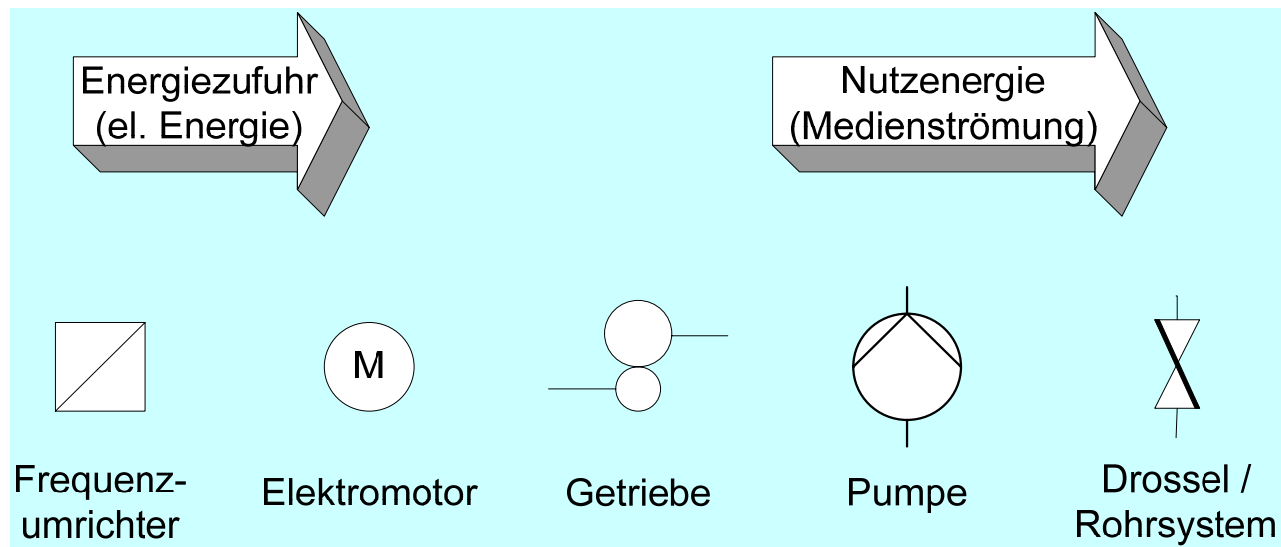 Energiezufuhr
(el. Energie)
Nutzenergie
(Medienströmung)
M
Frequenz-
umrichter
Elektromotor
Getriebe
Pumpe
Drossel /
Rohrsystem